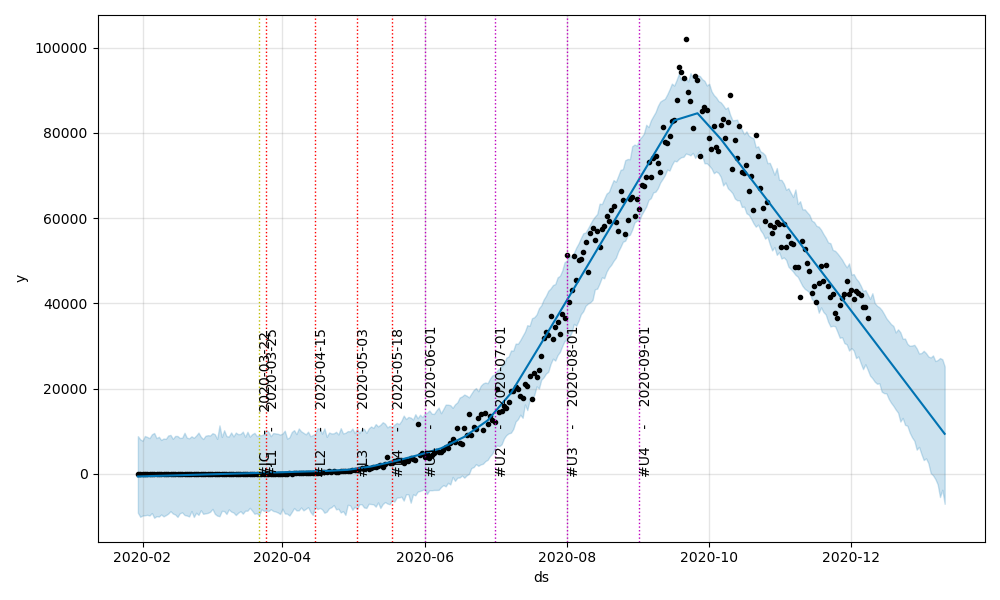 100000
80000
60000
40000
20000
0
y
#JC - 2020-03-22
#L1 - 2020-03-25
#L2 - 2020-04-15
#L3 - 2020-05-03
#L4 - 2020-05-18
#U1 - 2020-06-01
#U2 - 2020-07-01
#U3 - 2020-08-01
#U4 - 2020-09-01
2020-02
2020-04
2020-06
2020-08
2020-10
2020-12
ds